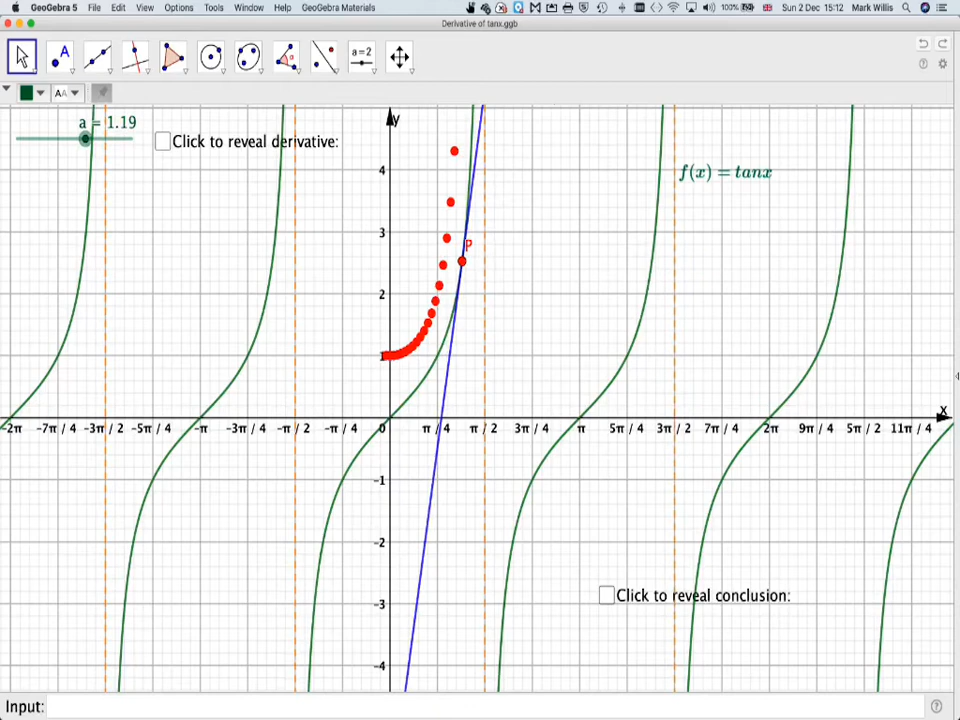 GeoGebra 5 File Edit View Options Tools Window Help GeoGebra Materials 100% Sun 2 Dec 15:12 Mark Willis
Derivative of tanx.ggb
A a=2
AA
a = 1.19
Click to reveal derivative:
y
f(x) = tanx
4
3
P
2
1
x
-2π -7π / 4 -3π / 2 -5π / 4 -π -3π / 4 -π / 2 -π / 4 0 π / 4 π / 2 3π / 4 π 5π / 4 3π / 2 7π / 4 2π 9π / 4 5π / 2 11π / 4
-1
-2
-3
Click to reveal conclusion:
-4
Input: